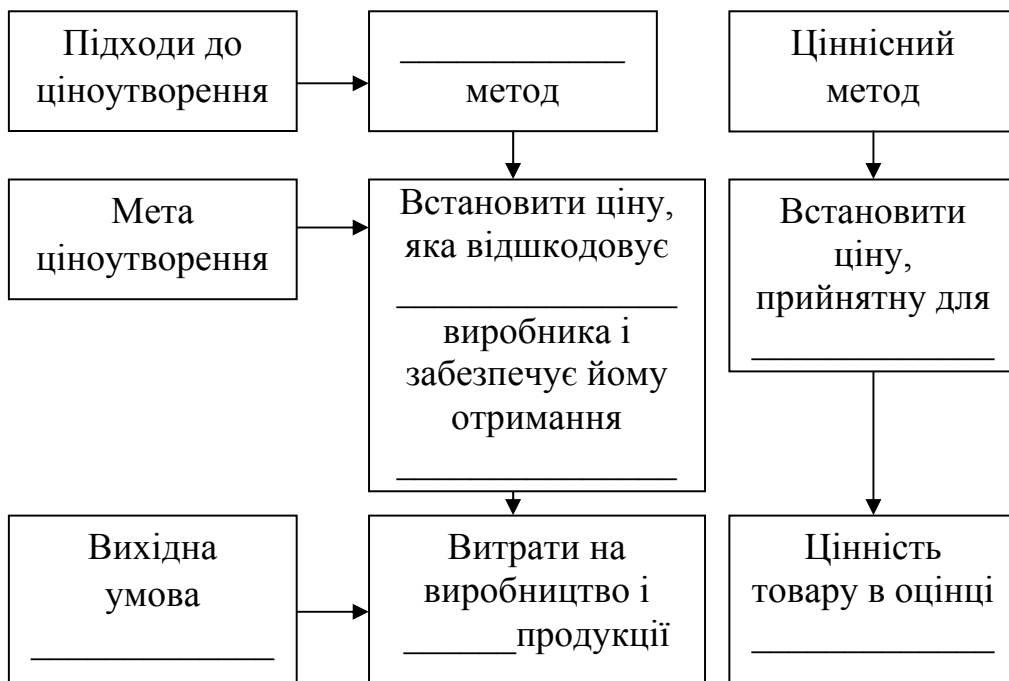 Підходи до
ціноутворення
_____________
метод
Ціннісний
метод
Мета
ціноутворення
Встановити ціну,
яка відшкодовує
_______________
виробника і
забезпечує йому
отримання
_______________
Встановити
ціну,
прийнятну для
_____________
Вихідна
умова
_____________
Витрати на
виробництво і
______продукції
Цінність
товару в оцінці
_____________